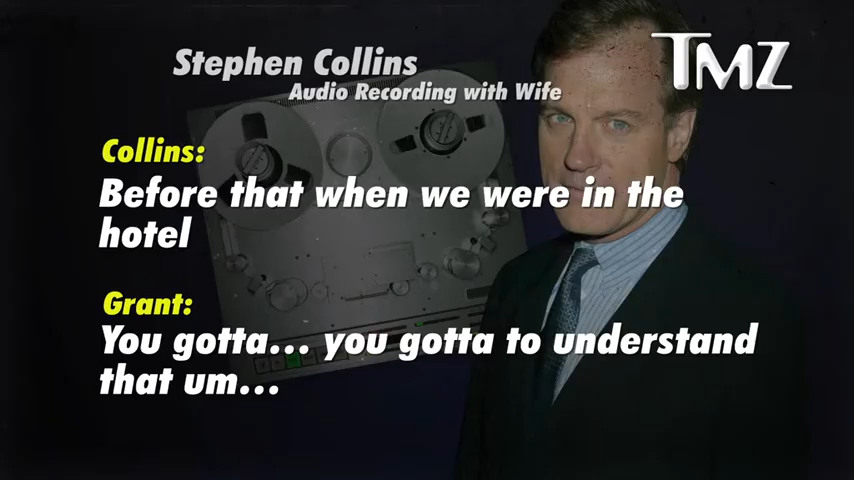 TMZ
Stephen Collins
Audio Recording with Wife
Collins:
Before that when we were in the
hotel
Grant:
You gotta... you gotta to understand
that um...